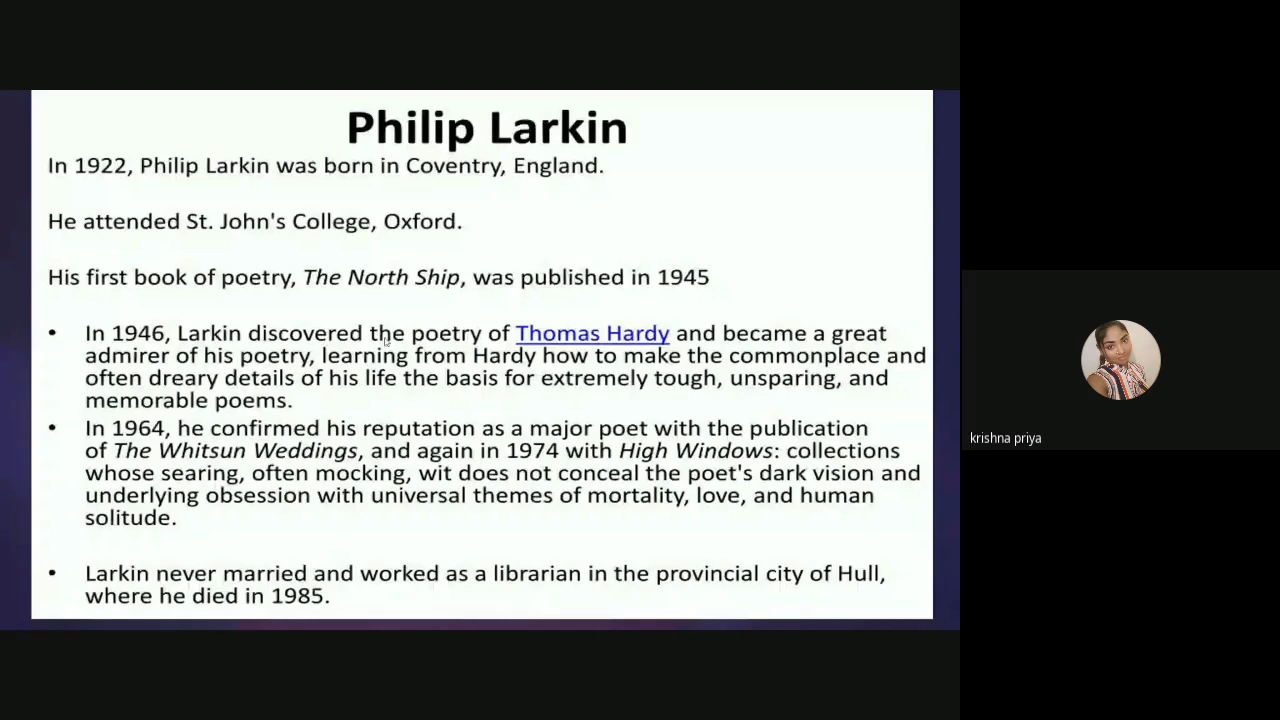 Philip Larkin
In 1922, Philip Larkin was born in Coventry, England.
He attended St. John's College, Oxford.
His first book of poetry, The North Ship, was published in 1945
• In 1946, Larkin discovered the poetry of Thomas Hardy and became a great
admirer of his poetry, learning from Hardy how to make the commonplace and
often dreary details of his life the basis for extremely tough, unsparing, and
memorable poems.
• In 1964, he confirmed his reputation as a major poet with the publication
of The Whitsun Weddings, and again in 1974 with High Windows: collections
whose searing, often mocking, wit does not conceal the poet's dark vision and
underlying obsession with universal themes of mortality, love, and human
solitude.
• Larkin never married and worked as a librarian in the provincial city of Hull,
where he died in 1985.
krishna priya